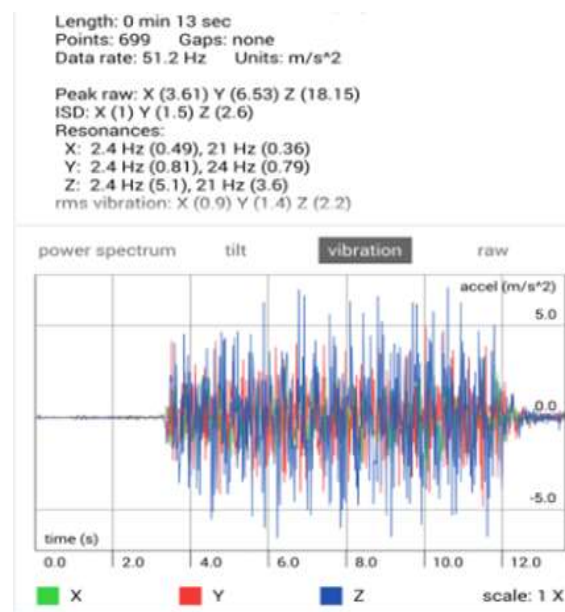 Length: 0 min 13 sec
Points: 699 Gaps: none
Data rate: 51.2 Hz Units: m/s^2
Peak raw: X (3.61) Y (6.53) Z (18.15)
ISD: X (1) Y (1.5) Z (2.6)
Resonances:
X: 2.4 Hz (0.49), 21 Hz (0.36)
Y: 2.4 Hz (0.81), 24 Hz (0.79)
Z: 2.4 Hz (5.1), 21 Hz (3.6)
rms vibration: X (0.9) Y (1.4) Z (2.2)
power spectrum tilt vibration raw
accel (m/s^2)
5.0
0.0
-5.0
time (s)
0.0 2.0 4.0 6.0 8.0 10.0 12.0
X Y Z scale: 1 X